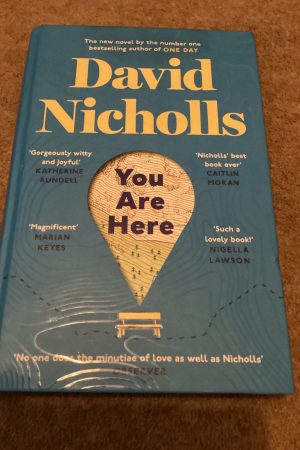 The new novel by the number one
bestselling author of ONE DAY
David
Nicholls
'Gorgeously witty
and joyful'
KATHERINE
RUNDELL
'Nicholls' best
book ever'
CAITLIN
MORAN
You
Are
Here
'Magnificent'
MARIAN
KEYES
'Such a
lovely book!'
NIGELLA
LAWSON
'No one does the minutiae of love as well as Nicholls'
OBSERVER